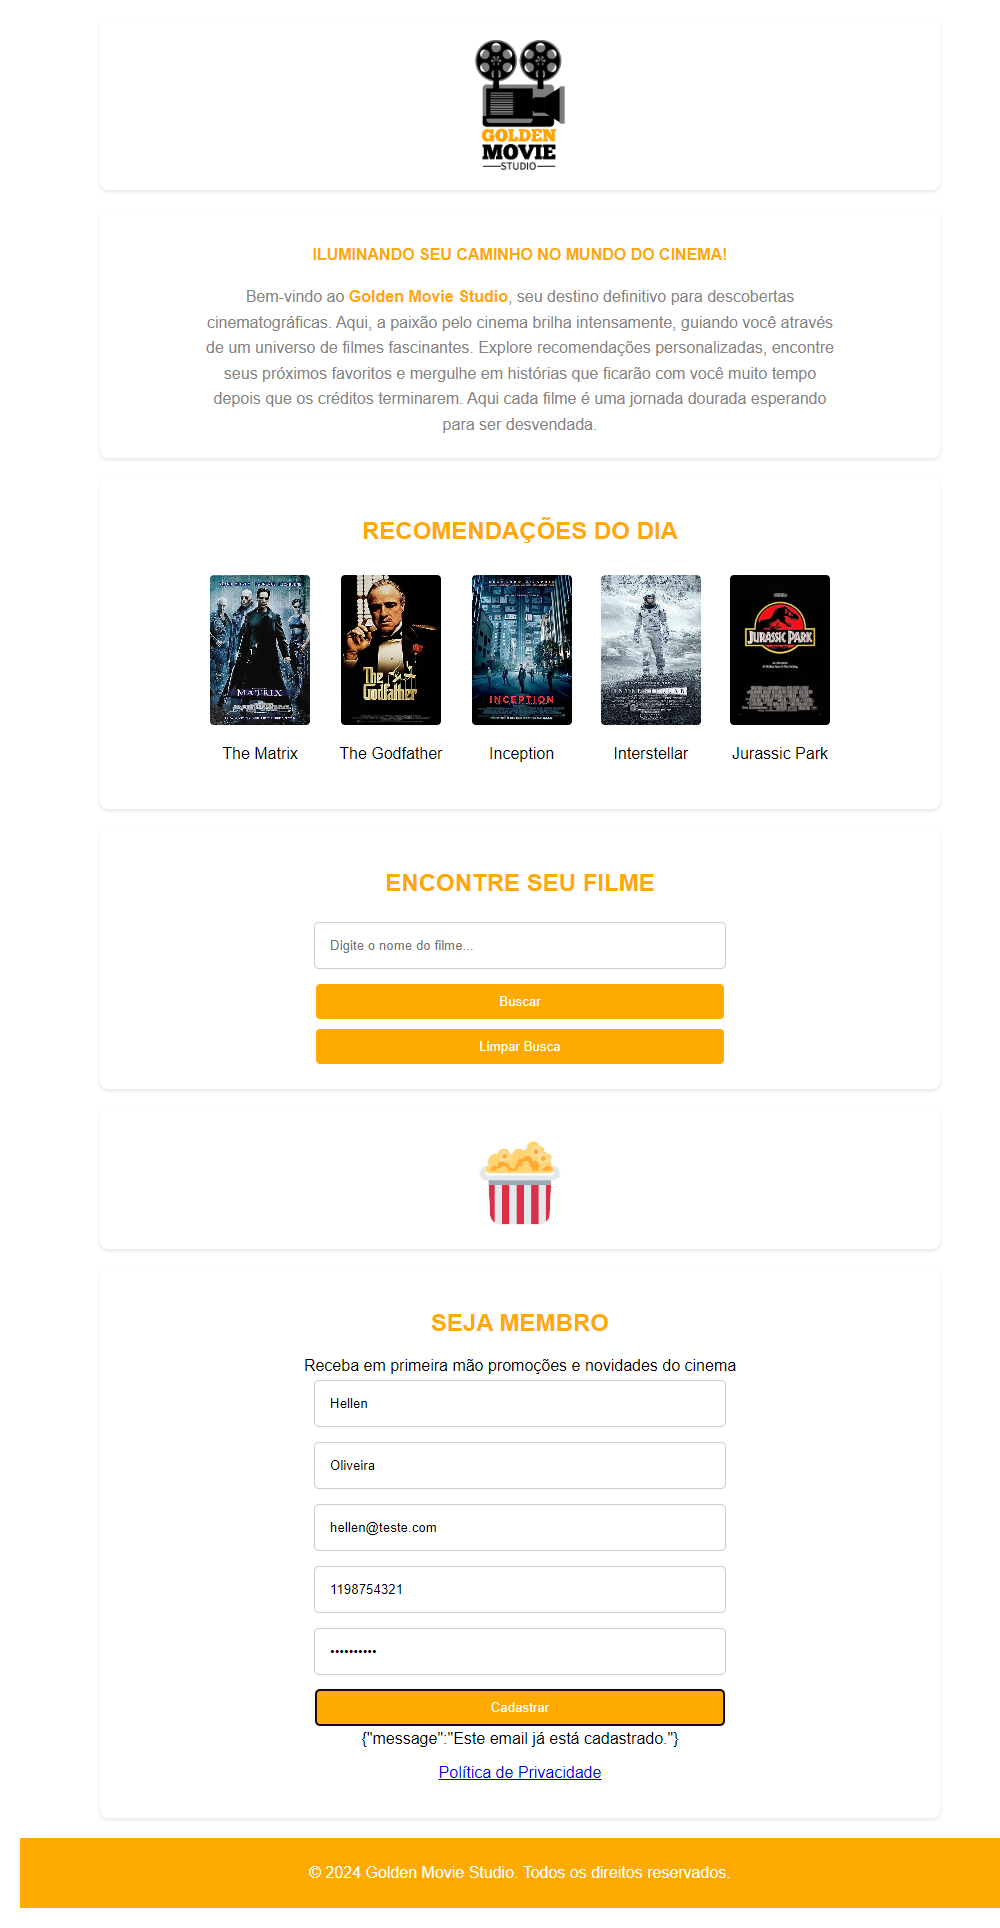 GOLDEN
MOVIE
STUDIO
ILUMINANDO SEU CAMINHO NO MUNDO DO CINEMA!
Bem-vindo ao Golden Movie Studio, seu destino definitivo para descobertas
cinematográficas. Aqui, a paixão pelo cinema brilha intensamente, guiando você através
de um universo de filmes fascinantes. Explore recomendações personalizadas, encontre
seus próximos favoritos e mergulhe em histórias que ficarão com você muito tempo
depois que os créditos terminarem. Aqui cada filme é uma jornada dourada esperando
para ser desvendada.
RECOMENDAÇÕES DO DIA
MATRIX
The
Godfather
INCEPTION
JURASSIC PARK
The Matrix
The Godfather
Inception
Interstellar
Jurassic Park
ENCONTRE SEU FILME
Digite o nome do filme...
Buscar
Limpar Busca
SEJA MEMBRO
Receba em primeira mão promoções e novidades do cinema
Hellen
Oliveira
hellen@teste.com
1198754321
••••••••••
Cadastrar
{"message":"Este email já está cadastrado."}
Política de Privacidade
© 2024 Golden Movie Studio. Todos os direitos reservados.